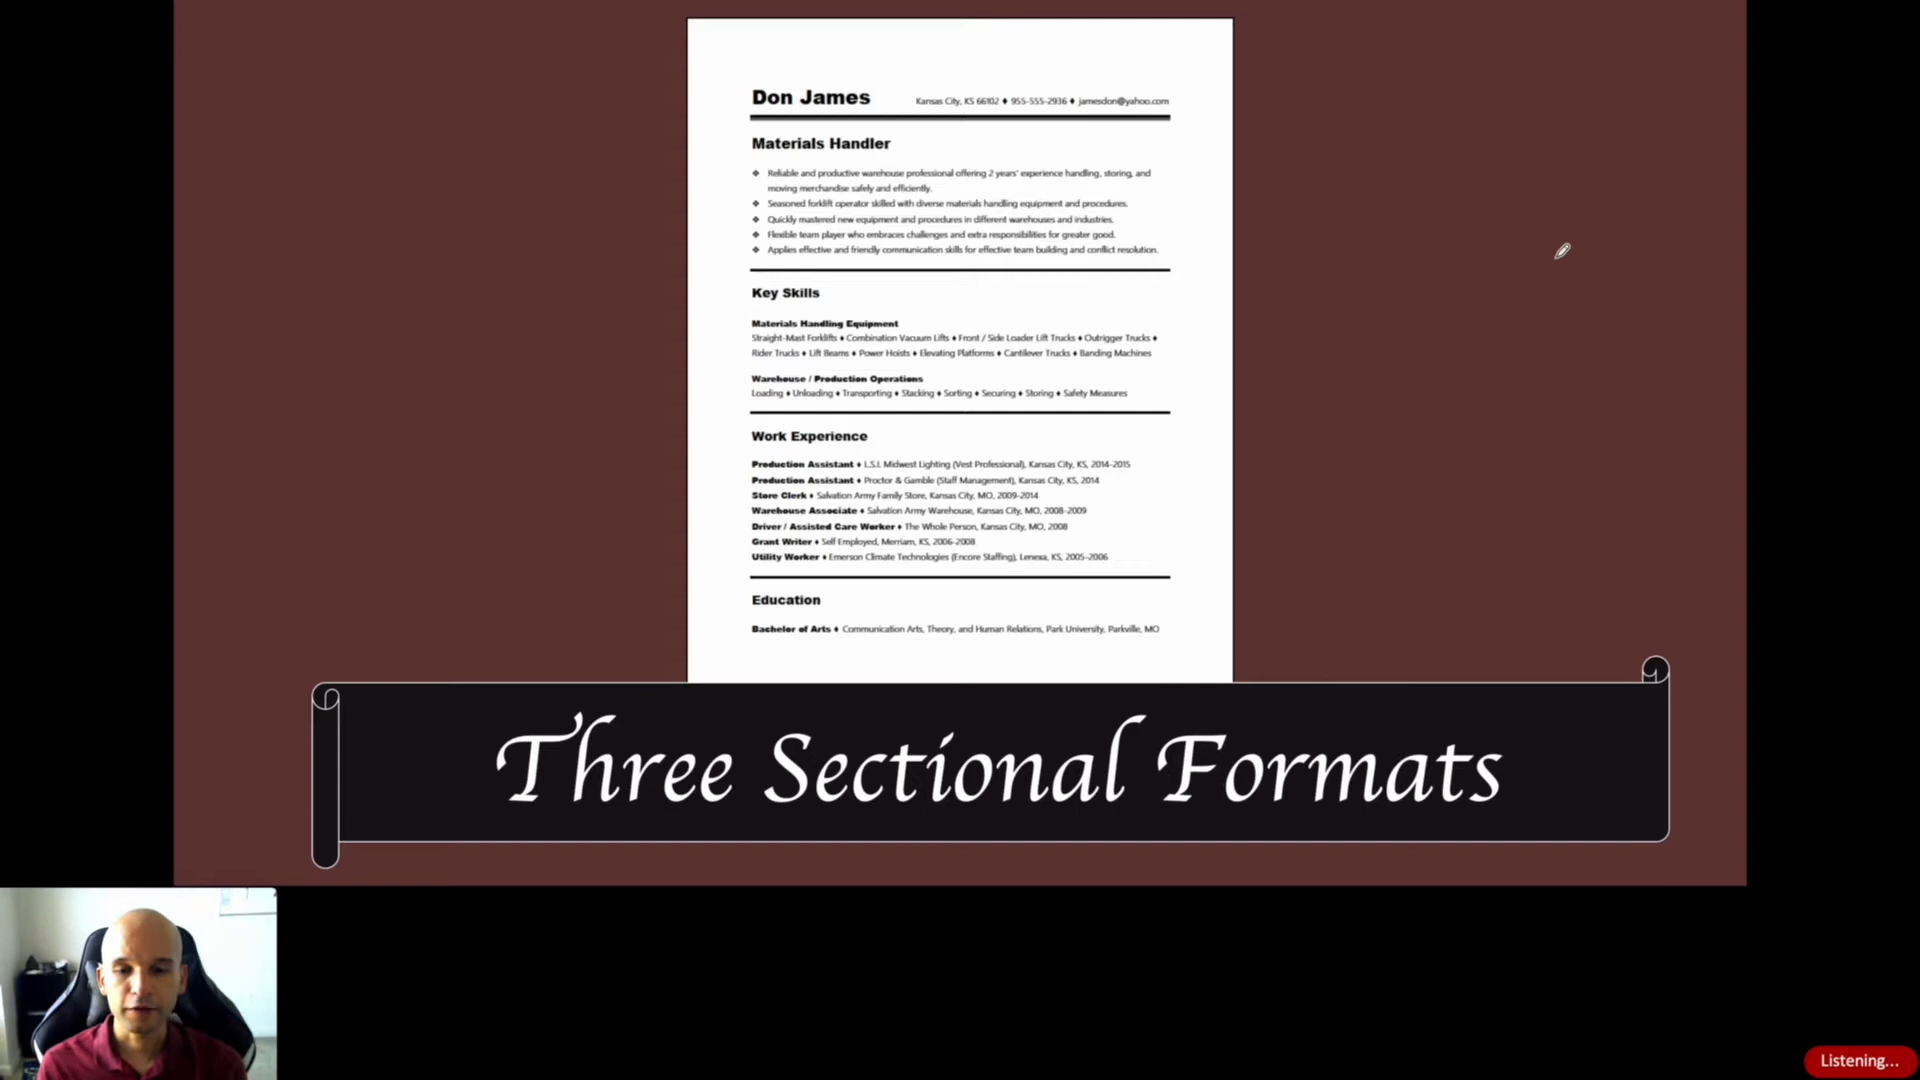 Don James
Kansas City, KS 66102 ♦ 955-555-2936 ♦ jamesdon@yahoo.com
Materials Handler
❖ Reliable and productive warehouse professional offering 2 years' experience handling, storing, and
moving merchandise safely and efficiently.
❖ Seasoned forklift operator skilled with diverse materials handling equipment and procedures.
❖ Quickly mastered new equipment and procedures in different warehouses and industries.
❖ Flexible team player who embraces challenges and extra responsibilities for greater good.
❖ Applies effective and friendly communication skills for effective team building and conflict resolution.
Key Skills
Materials Handling Equipment
Straight-Mast Forklifts ♦ Combination Vacuum Lifts ♦ Front / Side Loader Lift Trucks ♦ Outrigger Trucks ♦
Rider Trucks ♦ Lift Beams ♦ Power Hoists ♦ Elevating Platforms ♦ Cantilever Trucks ♦ Banding Machines
Warehouse / Production Operations
Loading ♦ Unloading ♦ Transporting ♦ Stacking ♦ Sorting ♦ Securing ♦ Storing ♦ Safety Measures
Work Experience
Production Assistant ♦ L.S.I. Midwest Lighting (Vest Professional), Kansas City, KS, 2014-2015
Production Assistant ♦ Proctor & Gamble (Staff Management), Kansas City, KS, 2014
Store Clerk ♦ Salvation Army Family Store, Kansas City, MO, 2009-2014
Warehouse Associate ♦ Salvation Army Warehouse, Kansas City, MO, 2008-2009
Driver / Assisted Care Worker ♦ The Whole Person, Kansas City, MO, 2008
Grant Writer ♦ Self Employed, Merriam, KS, 2006-2008
Utility Worker ♦ Emerson Climate Technologies (Encore Staffing), Lenexa, KS, 2005-2006
Education
Bachelor of Arts ♦ Communication Arts, Theory, and Human Relations, Park University, Parkville, MO
Three Sectional Formats
Listening...